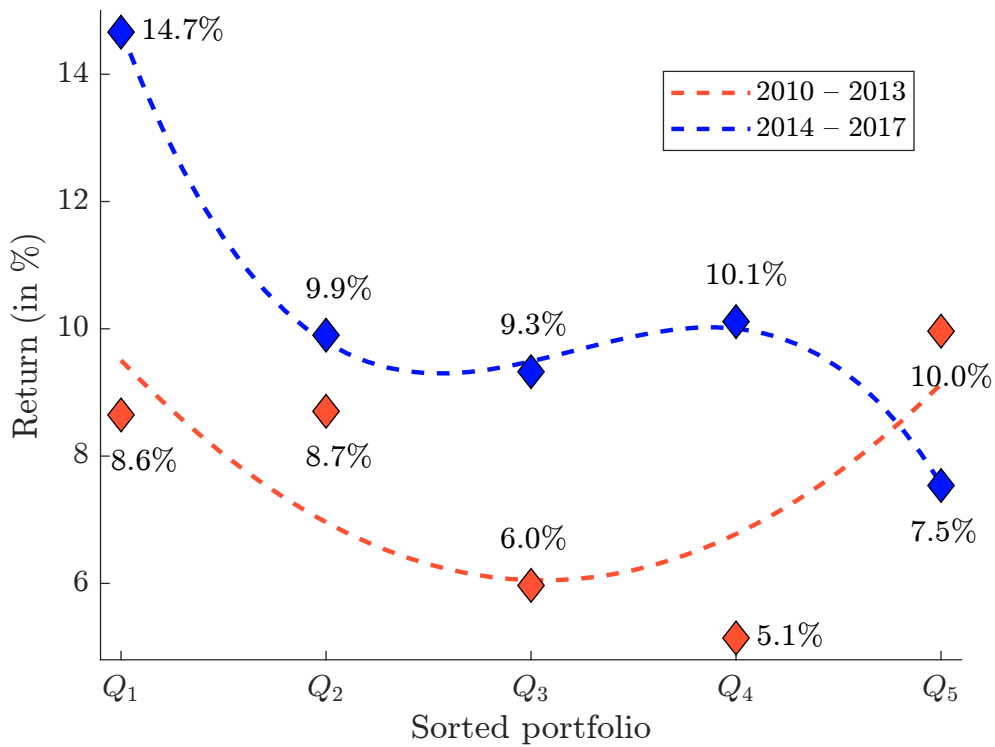 14.7%
14
2010 – 2013
2014 – 2017
12
9.9%
10.1%
9.3%
10
10.0%
8
8.6%
8.7%
7.5%
6.0%
6
5.1%
Return (in %)
Q1
Q2
Q3
Q4
Q5
Sorted portfolio